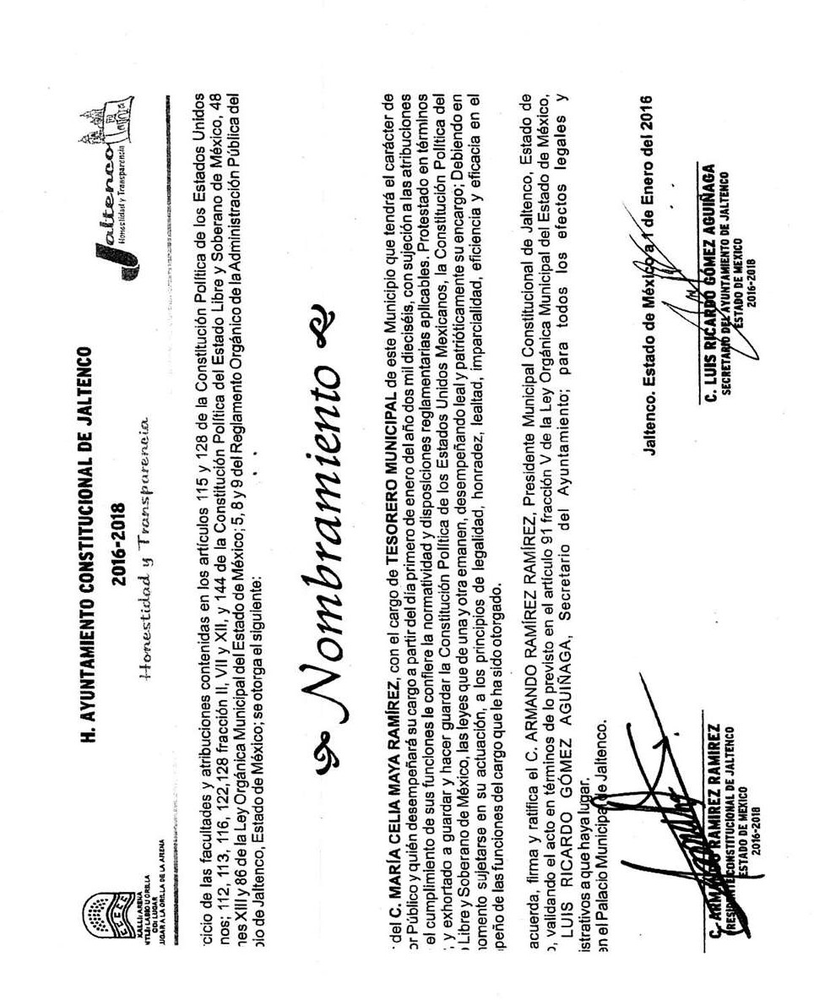 H. AYUNTAMIENTO CONSTITUCIONAL DE JALTENCO
2016-2018
Honestidad y Transparencia
XALLI: ARENA
CO: LUGAR
LUGAR A LA ORILLA DE LA ARENA
Jaltenco
Honestidad y Transparencia
cicio de las facultades y atribuciones contenidas en los artículos 115 y 128 de la Constitución Política de los Estados Unidos
nos; 112, 113, 116, 122,128 fracción II, VII y XII, y 144 de la Constitución Política del Estado Libre y Soberano de México, 48
nes XIII y 86 de la Ley Orgánica Municipal del Estado de México; 5, 8 y 9 del Reglamento Orgánico de la Administración Pública del
pio de Jaltenco, Estado de México; se otorga el siguiente:
Nombramiento
del C. MARÍA CELIA MAYA RAMÍREZ, con el cargo de TESORERO MUNICIPAL de este Municipio que tendrá el carácter de
or Público y quién desempeñará su cargo a partir del día primero de enero del año dos mil dieciséis, con sujeción a las atribuciones
el cumplimiento de sus funciones le confiere la normatividad y disposiciones reglamentarias aplicables, Protestado en términos
y exhortado a guardar y hacer guardar la Constitución Política de los Estados Unidos Mexicanos, la Constitución Política del
Libre y Soberano de México, las leyes que de una y otra emanen, desempeñando leal y patrióticamente su encargo; Debiendo en
omento sujetarse en su actuación, a los principios de legalidad, honradez, lealtad, imparcialidad, eficiencia y eficacia en el
peño de las funciones del cargo que le ha sido otorgado.
acuerda, firma y ratifica el C. ARMANDO RAMÍREZ RAMÍREZ, Presidente Municipal Constitucional de Jaltenco, Estado de
o, validando el acto en términos de lo previsto en el artículo 91 fracción V de la Ley Orgánica Municipal del Estado de México,
LUIS RICARDO GÓMEZ AGUIÑAGA, Secretario del Ayuntamiento; para todos los efectos legales y
istrativos a que haya lugar.
en el Palacio Municipal de Jaltenco.
Jaltenco. Estado de México a 1 de Enero del 2016
C. ARMANDO RAMIREZ RAMIREZ
PRESIDENTE CONSTITUCIONAL DE JALTENCO
ESTADO DE MEXICO
2016-2018
C. LUIS RICARDO GÓMEZ AGUIÑAGA
SECRETARIO DEL AYUNTAMIENTO DE JALTENCO
ESTADO DE MEXICO
2016-2018